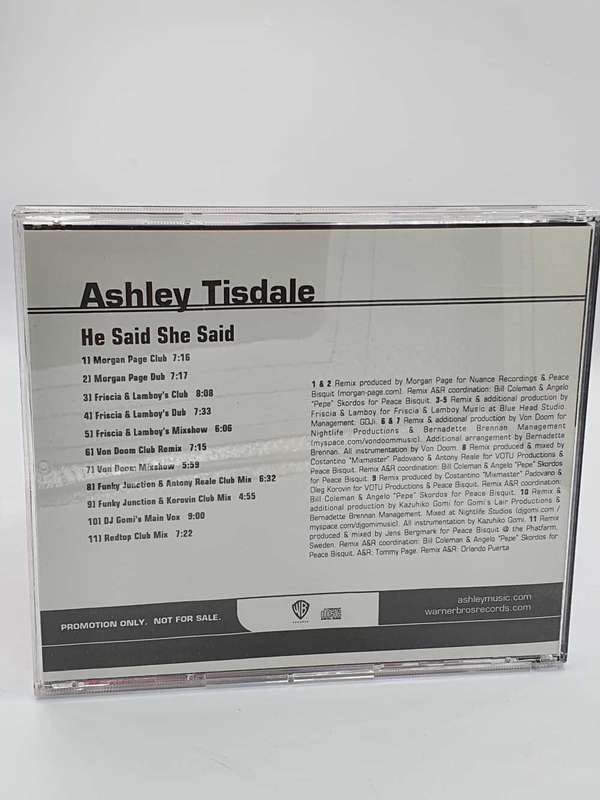 Ashley Tisdale
He Said She Said
1] Morgan Page Club 7:16
2] Morgan Page Dub 7:17
3] Friscia & Lamboy's Club 8:08
4] Friscia & Lamboy's Dub 7:33
5] Friscia & Lamboy's Mixshow 6:06
6] Von Doom Club Remix 7:15
7] Von Doom Mixshow 5:59
8] Funky Junction & Antony Reale Club Mix 6:32
9] Funky Junction & Korovin Club Mix 4:55
10] DJ Gomi's Main Vox 9:00
11] Redtop Club Mix 7:22
1 & 2 Remix produced by Morgan Page for Nuance Recordings & Peace
Bisquit (morgan-page.com). Remix A&R coordination: Bill Coleman & Angelo
"Pepe" Skordos for Peace Bisquit. 3-5 Remix & additional production by
Friscia & Lamboy for Friscia & Lamboy Music at Blue Head Studio.
Management: GDJi. 6 & 7 Remix & additional production by Von Doom for
Nightlife Productions & Bernadette Brennan Management
(myspace.com/vondoommusic). Additional arrangement by Bernadette
Brennan. All instrumentation by Von Doom. 8 Remix produced & mixed by
Costantino "Mixmaster" Padovano & Antony Reale for VOTU Productions &
Peace Bisquit. Remix A&R coordination: Bill Coleman & Angelo "Pepe" Skordos
for Peace Bisquit. 9 Remix produced by Costantino "Mixmaster" Padovano &
Oleg Korovin for VOTU Productions & Peace Bisquit. Remix A&R coordination:
Bill Coleman & Angelo "Pepe" Skordos for Peace Bisquit. 10 Remix &
additional production by Kazuhiko Gomi for Gomi's Lair Productions &
Bernadette Brennan Management. Mixed at Nightlife Studios (djgomi.com /
myspace.com/djgomimusic). All instrumentation by Kazuhiko Gomi. 11 Remix
produced & mixed by Jens Bergmark for Peace Bisquit @ the Phatfarm,
Sweden. Remix A&R coordination: Bill Coleman & Angelo "Pepe" Skordos for
Peace Bisquit. A&R: Tommy Page. Remix A&R: Orlando Puerta
PROMOTION ONLY. NOT FOR SALE.
WB
RECORDS
COMPACT
disc
DIGITAL AUDIO
ashleymusic.com
warnerbrosrecords.com